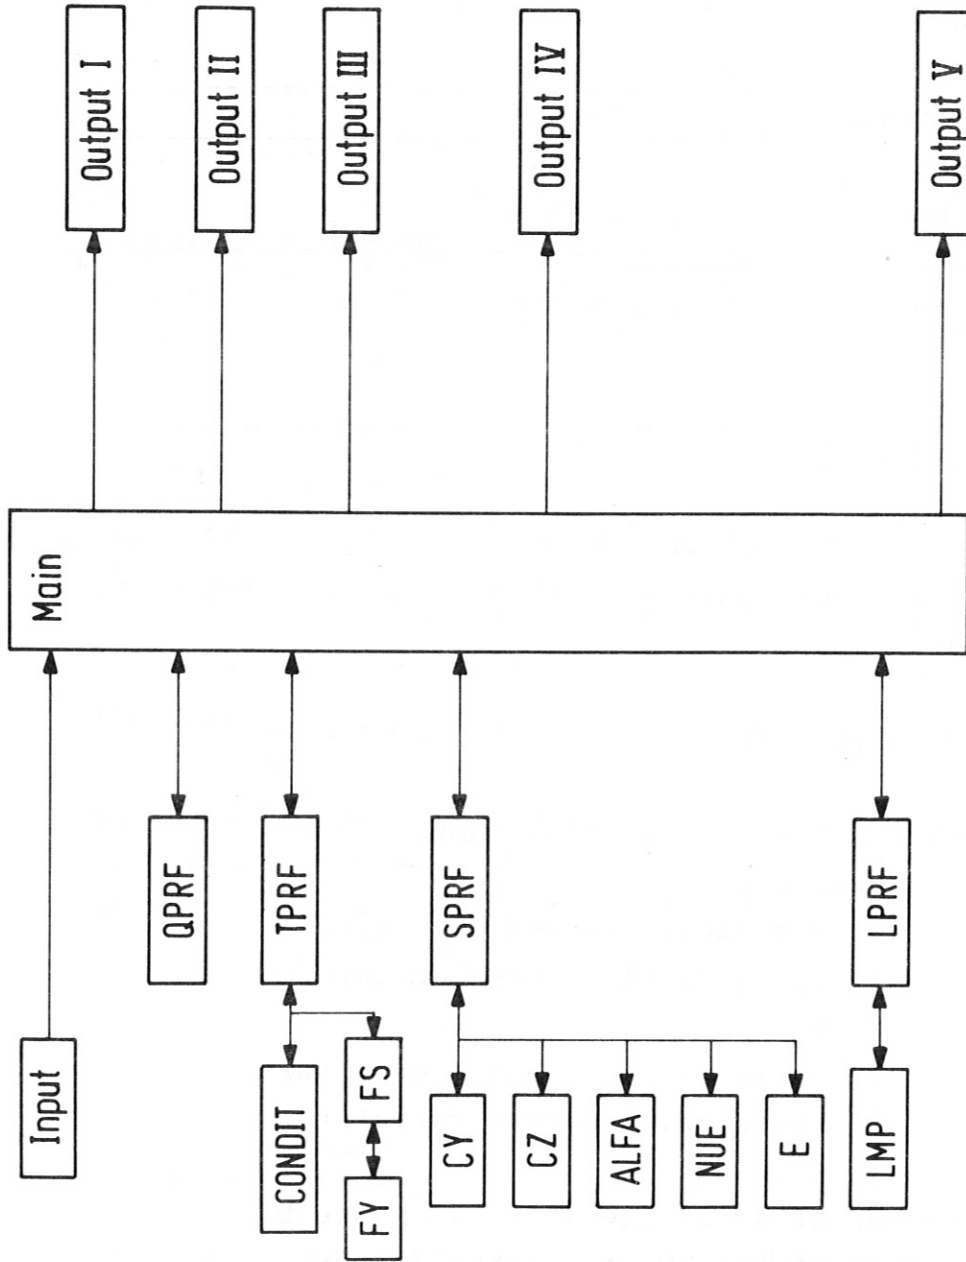 Input
Main
Output I
Output II
Output III
Output IV
Output V
QPRF
TPRF
CONDIT
FS
FY
SPRF
CY
CZ
ALFA
NUE
E
LPRF
LMP